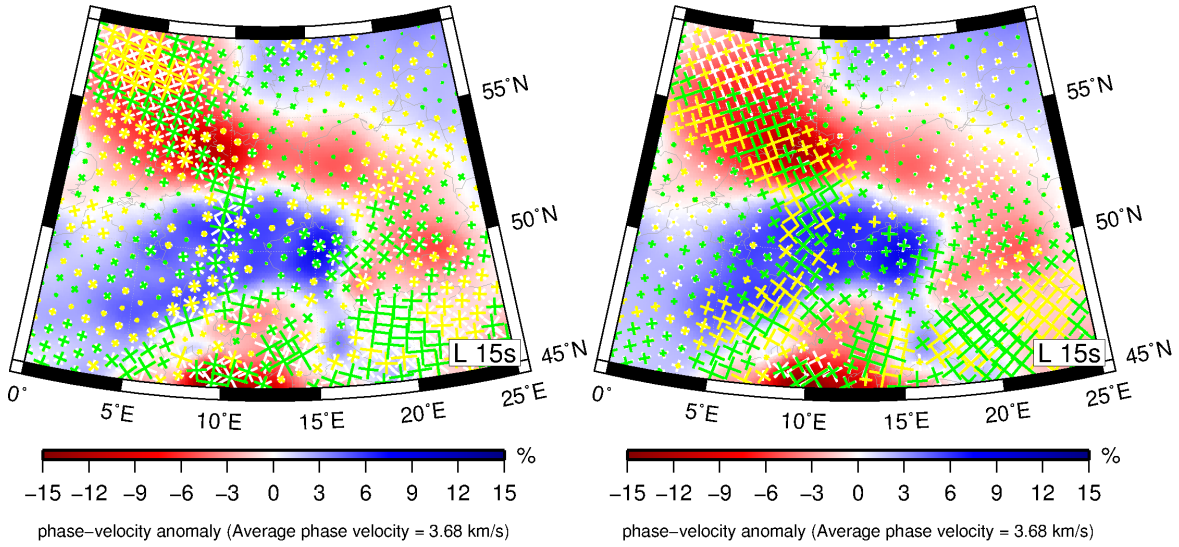 55°N
50°N
L 15s
45°N
0°
5°E
10°E
15°E
20°E
25°E
%
−15 −12 −9 −6 −3 0 3 6 9 12 15
phase−velocity anomaly (Average phase velocity = 3.68 km/s)
55°N
50°N
L 15s
45°N
0°
5°E
10°E
15°E
20°E
25°E
%
−15 −12 −9 −6 −3 0 3 6 9 12 15
phase−velocity anomaly (Average phase velocity = 3.68 km/s)